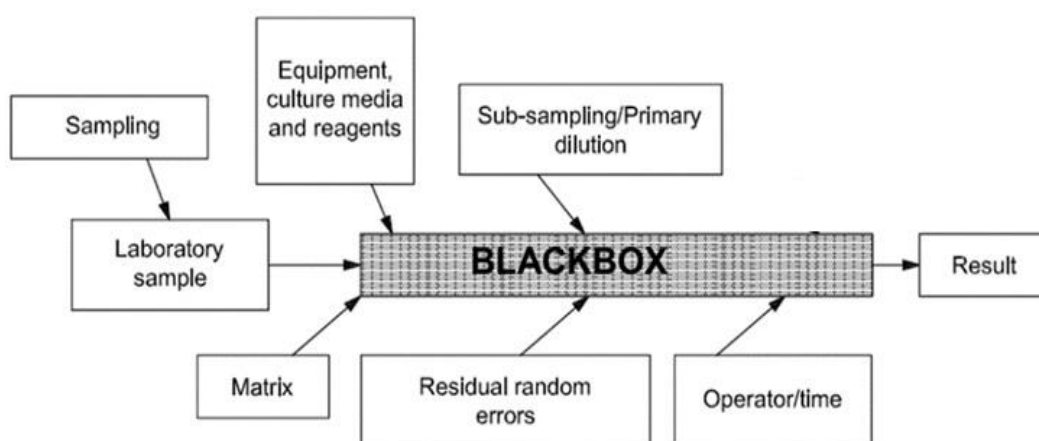 Equipment,
culture media
and reagents
Sampling
Sub-sampling/Primary
dilution
Laboratory
sample
BLACKBOX
Result
Matrix
Residual random
errors
Operator/time